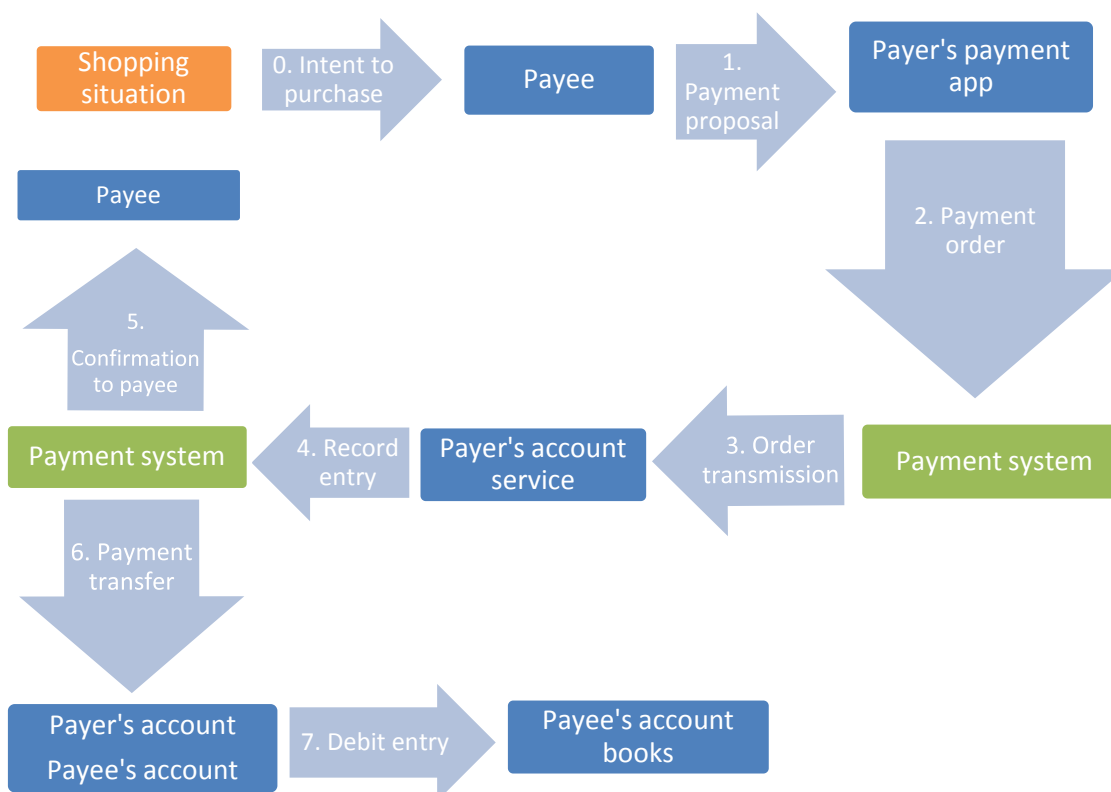 Shopping
situation
0. Intent to
purchase
Payee
1.
Payment
proposal
Payer's payment
app
2. Payment
order
Payee
5.
Confirmation
to payee
Payment system
4. Record
entry
Payer's account
service
3. Order
transmission
Payment system
6. Payment
transfer
Payer's account
Payee's account
7. Debit entry
Payee's account
books